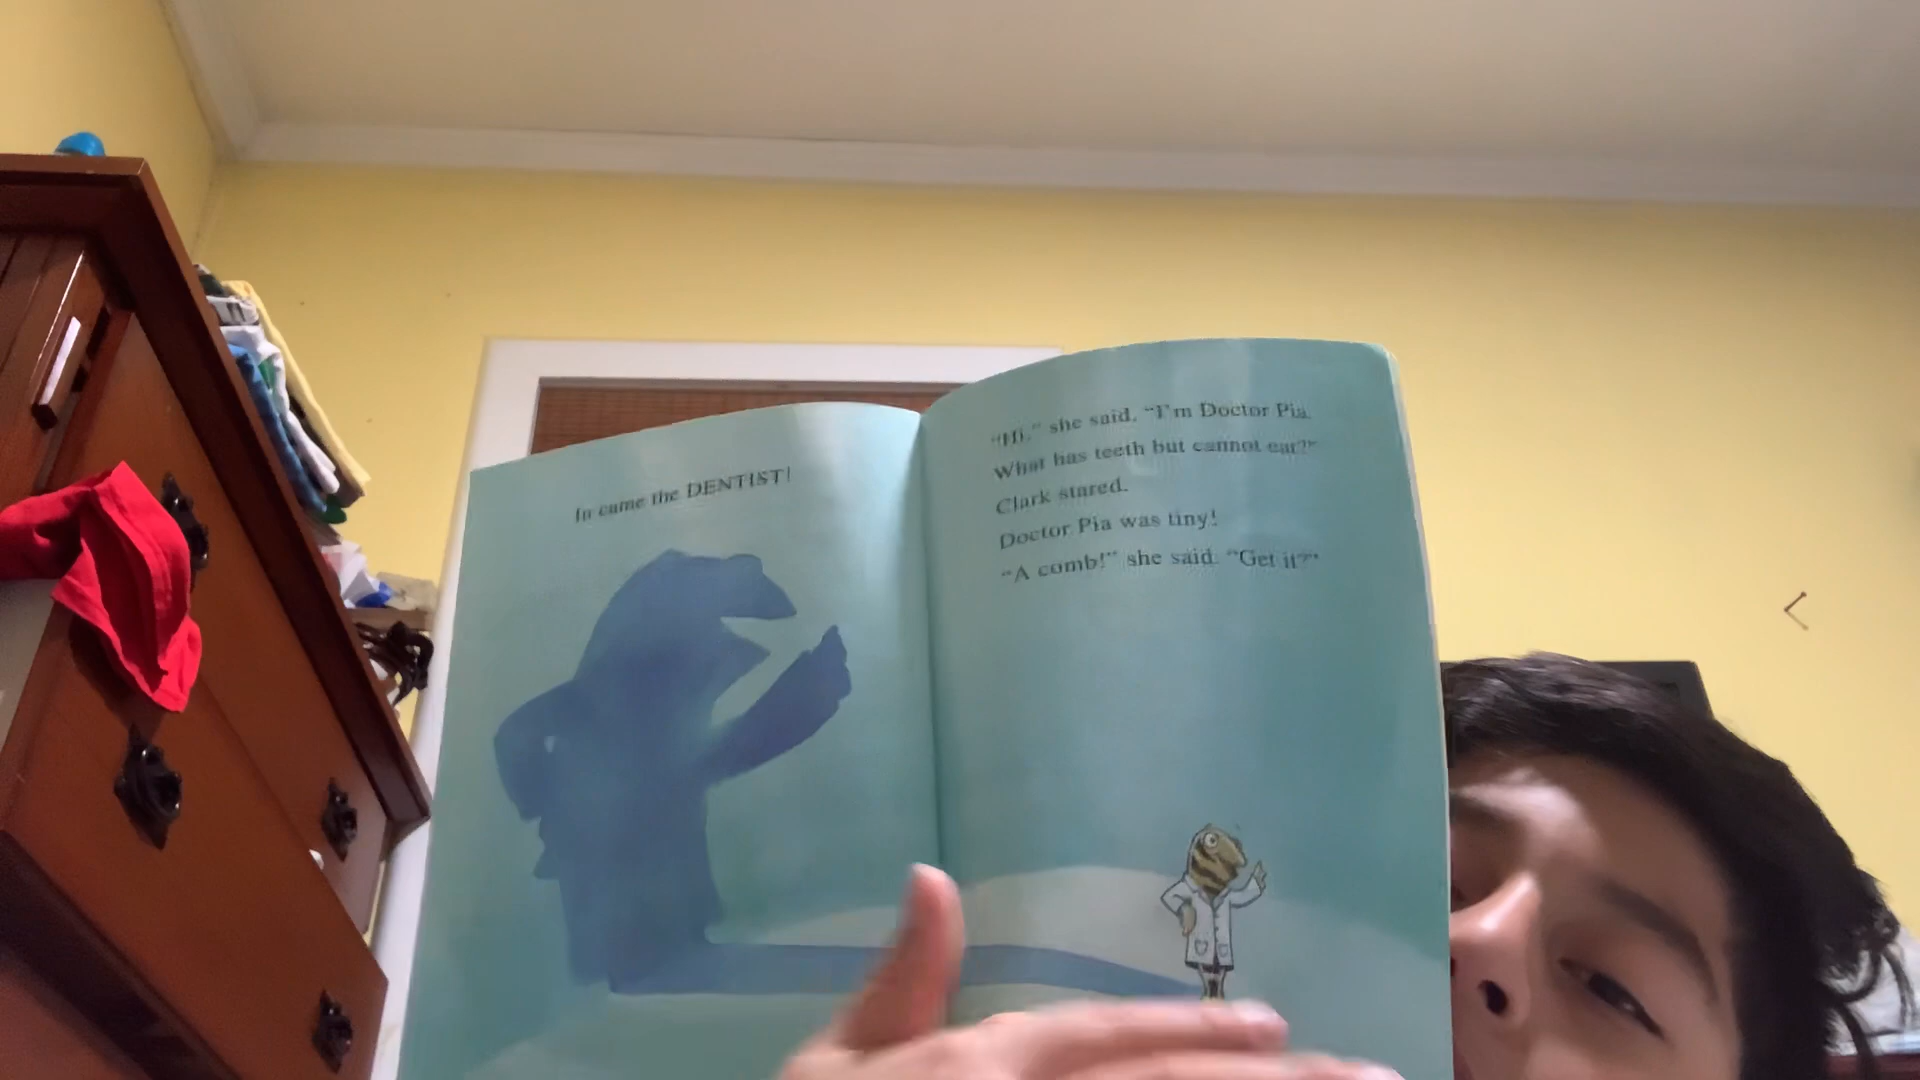 In came the DENTIST!
"Hi," she said. "I'm Doctor Pia.
What has teeth but cannot eat?"
Clark stared.
Doctor Pia was tiny!
"A comb!" she said. "Get it?"